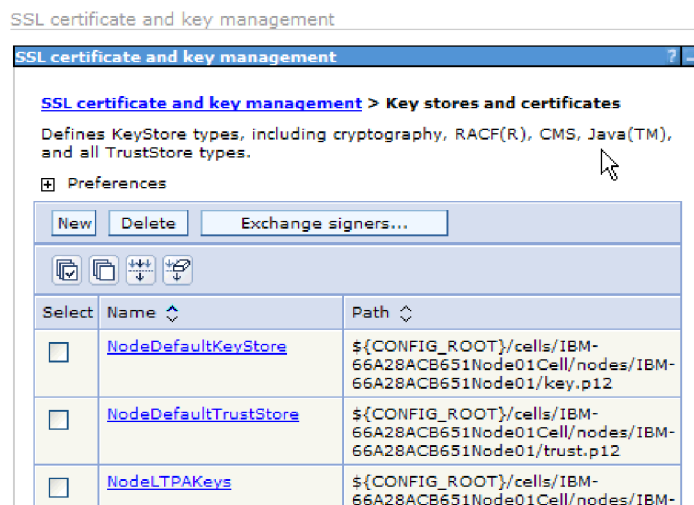 SSL certificate and key management
SSL certificate and key management ? -
SSL certificate and key management > Key stores and certificates
Defines KeyStore types, including cryptography, RACF(R), CMS, Java(TM),
and all TrustStore types.
Preferences
New Delete Exchange signers...
Select Name Path
NodeDefaultKeyStore ${CONFIG_ROOT}/cells/IBM-
66A28ACB651Node01Cell/nodes/IBM-
66A28ACB651Node01/key.p12
NodeDefaultTrustStore ${CONFIG_ROOT}/cells/IBM-
66A28ACB651Node01Cell/nodes/IBM-
66A28ACB651Node01/trust.p12
NodeLTPAKeys ${CONFIG_ROOT}/cells/IBM-
66A28ACB651Node01Cell/nodes/IBM-